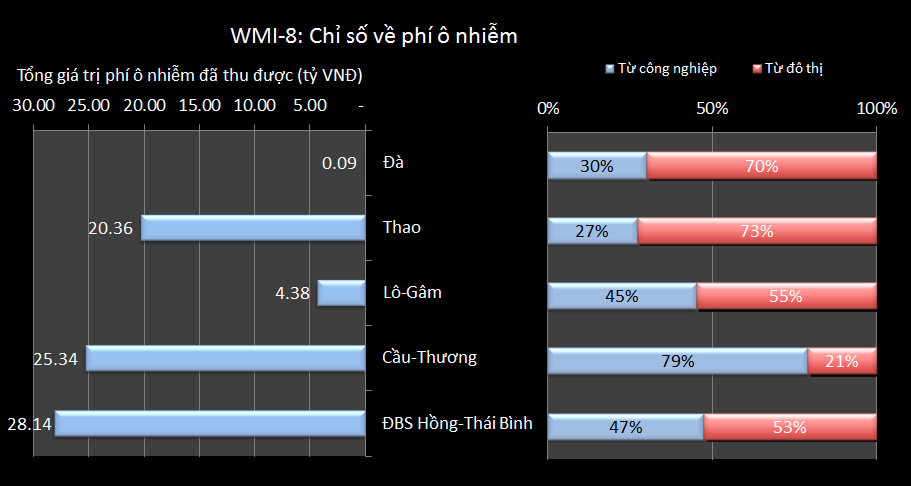 WMI-8: Chỉ số về phí ô nhiễm
Tổng giá trị phí ô nhiễm đã thu được (tỷ VNĐ)
Từ công nghiệp Từ đô thị
30.00 25.00 20.00 15.00 10.00 5.00 -
0% 50% 100%
0.09 Đà 30% 70%
20.36 Thao 27% 73%
4.38 Lô-Gâm 45% 55%
25.34 Cầu-Thương 79% 21%
28.14 ĐBS Hồng-Thái Bình 47% 53%